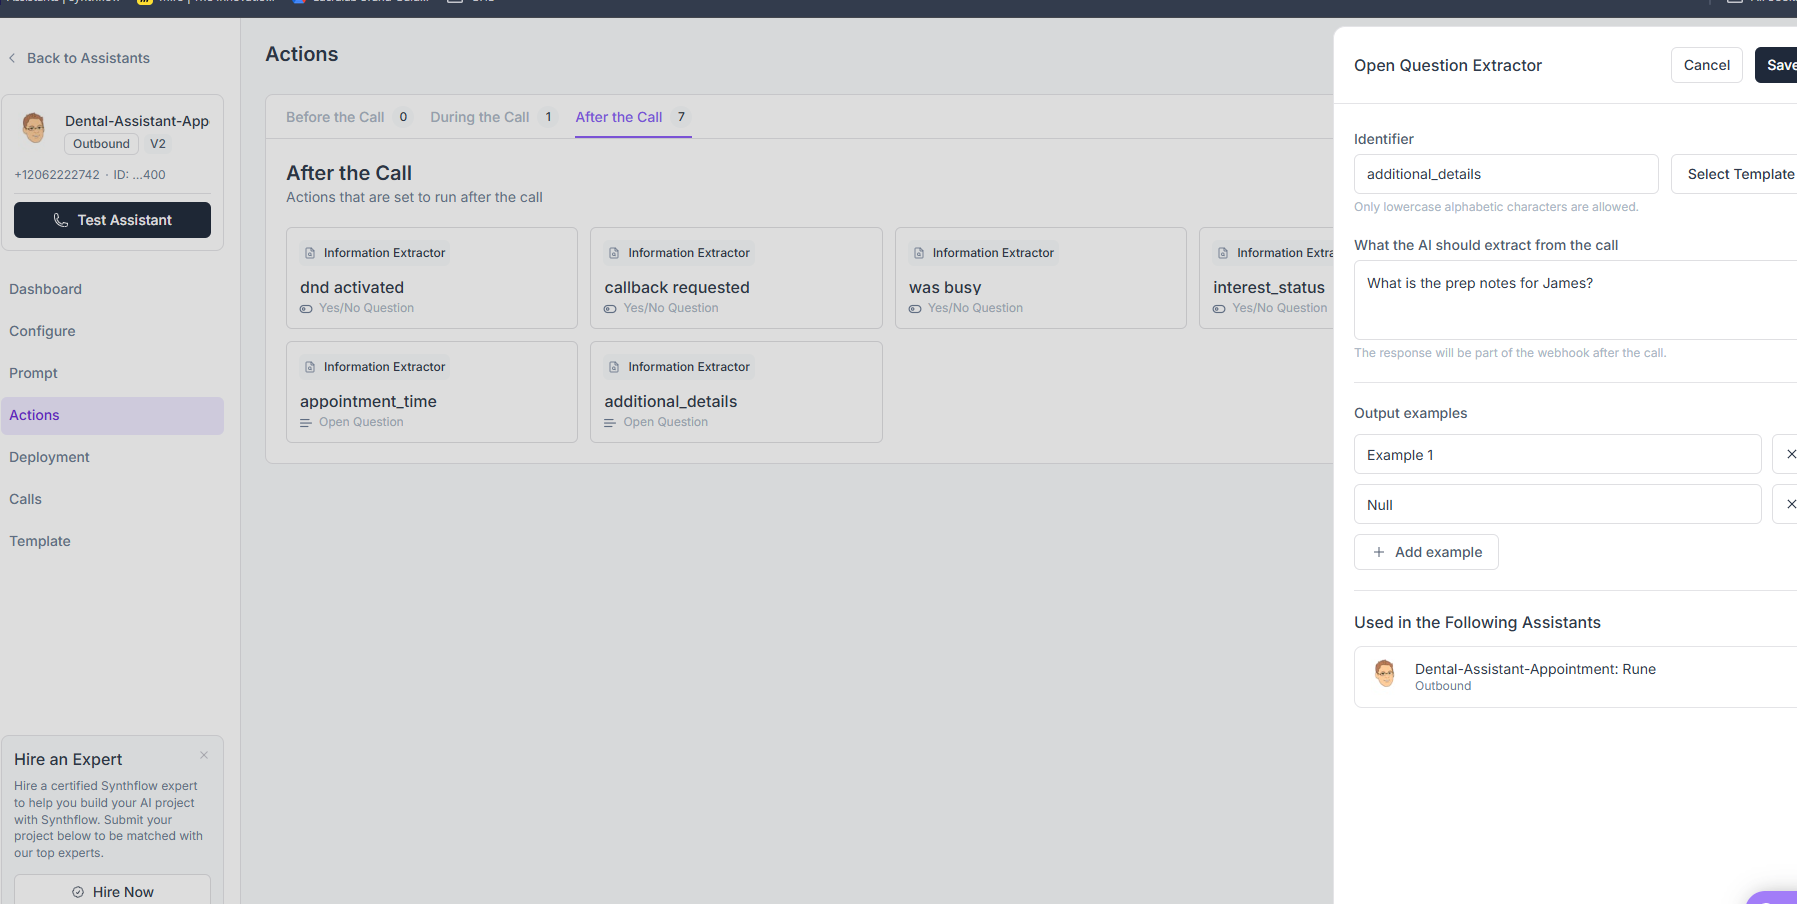 Back to Assistants
Dental-Assistant-App
Outbound V2
+12062222742 · ID: ...400
Test Assistant
Dashboard
Configure
Prompt
Actions
Deployment
Calls
Template
Hire an Expert
Hire a certified Synthflow expert
to help you build your AI project
with Synthflow. Submit your
project below to be matched with
our top experts.
Hire Now
Actions
Before the Call 0 During the Call 1 After the Call 7
After the Call
Actions that are set to run after the call
Information Extractor
dnd activated
Yes/No Question
Information Extractor
callback requested
Yes/No Question
Information Extractor
was busy
Yes/No Question
Information Extra
interest_status
Yes/No Question
Information Extractor
appointment_time
Open Question
Information Extractor
additional_details
Open Question
Open Question Extractor
Cancel
Save
Identifier
additional_details
Select Template
Only lowercase alphabetic characters are allowed.
What the AI should extract from the call
What is the prep notes for James?
The response will be part of the webhook after the call.
Output examples
Example 1
Null
Add example
Used in the Following Assistants
Dental-Assistant-Appointment: Rune
Outbound